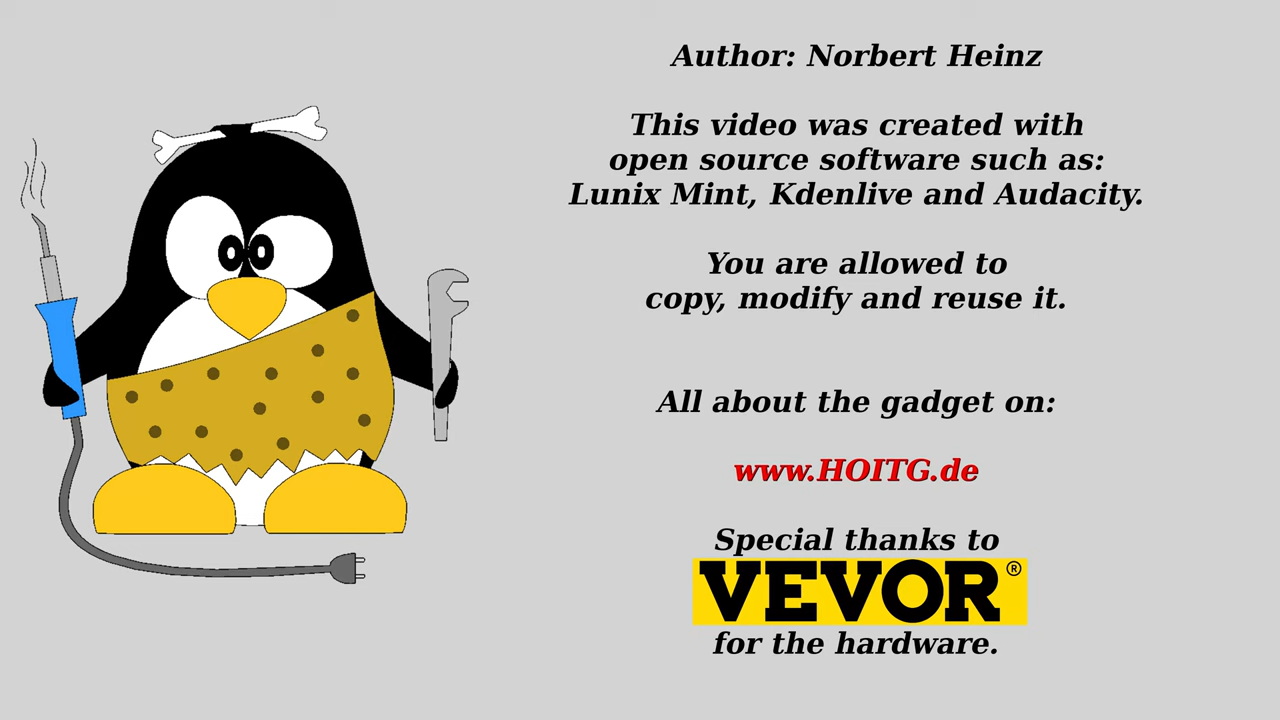 Author: Norbert Heinz
This video was created with
open source software such as:
Lunix Mint, Kdenlive and Audacity.
You are allowed to
copy, modify and reuse it.
All about the gadget on:
www.HOITG.de
Special thanks to
VEVOR®
for the hardware.